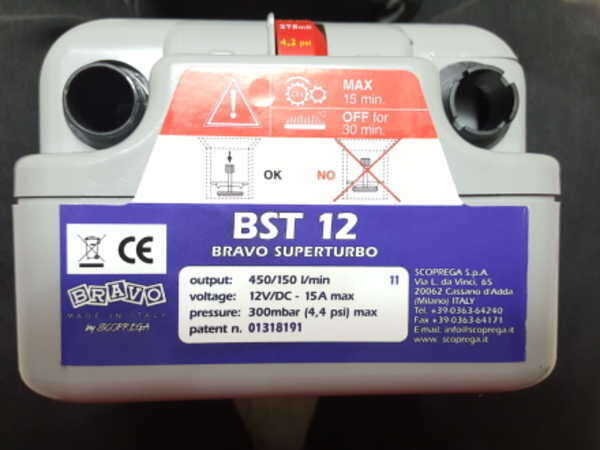 275mb
4,2 psi
MAX
15 min.
OFF for
30 min.
OK
NO
BST 12
BRAVO SUPERTURBO
CE
BRAVO
MADE IN ITALY
by SCOPREGA
output: 450/150 l/min 11
voltage: 12V/DC - 15A max
pressure: 300mbar (4,4 psi) max
patent n. 01318191
SCOPREGA S.p.A.
Via L. da Vinci, 65
20062 Cassano d'Adda
(Milano) ITALY
Tel. +39-0363-64240
Fax +39-0363-64171
E-mail: info@scoprega.it
www. scoprega.it